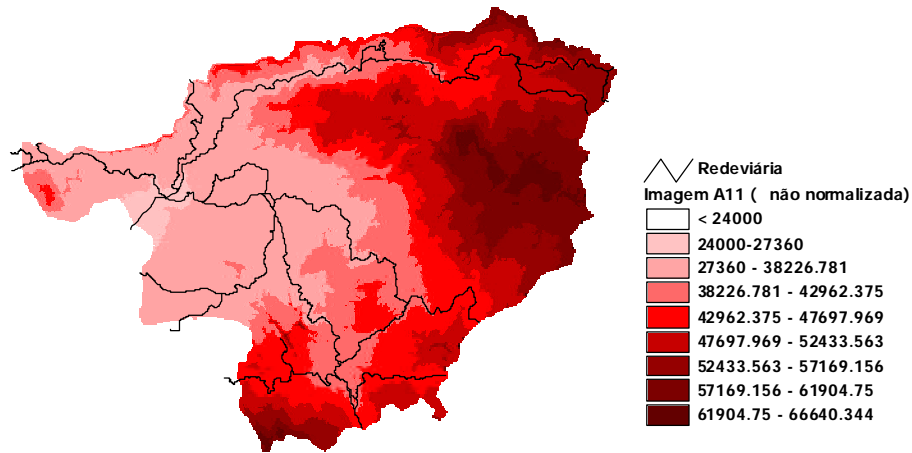 Redeviária
Imagem A11 ( não normalizada)
< 24000
24000-27360
27360 - 38226.781
38226.781 - 42962.375
42962.375 - 47697.969
47697.969 - 52433.563
52433.563 - 57169.156
57169.156 - 61904.75
61904.75 - 66640.344